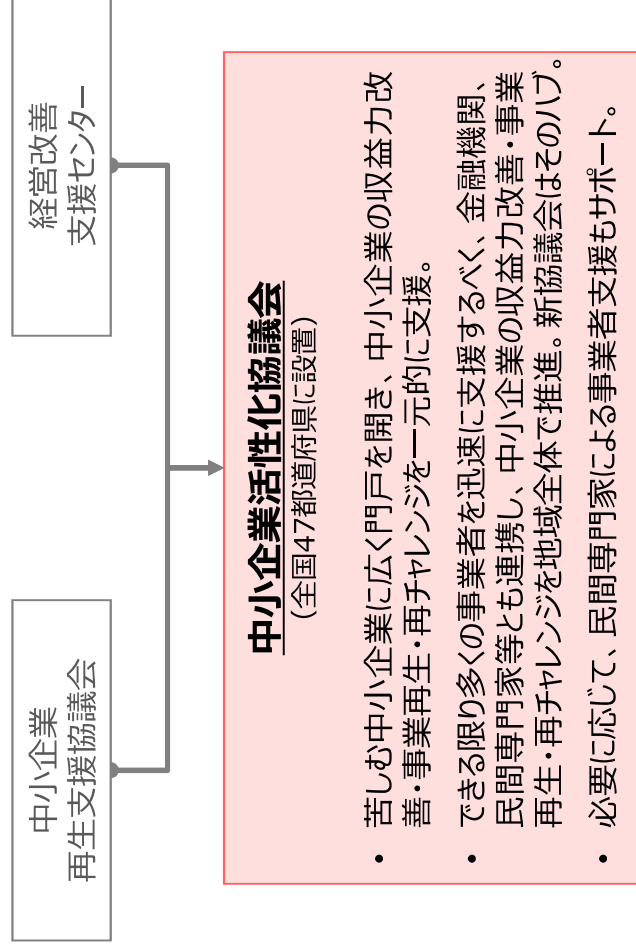 中小企業
再生支援協議会
経営改善
支援センター
中小企業活性化協議会
（全国47都道府県に設置）
• 苦しむ中小企業に広く門戸を開き、中小企業の収益力改
善・事業再生・再チャレンジを一元的に支援。
• できる限り多くの事業者を迅速に支援するべく、金融機関、
民間専門家等とも連携し、中小企業の収益力改善・事業
再生・再チャレンジを地域全体で推進。新協議会はそのハブ。
• 必要に応じて、民間専門家による事業者支援もサポート。